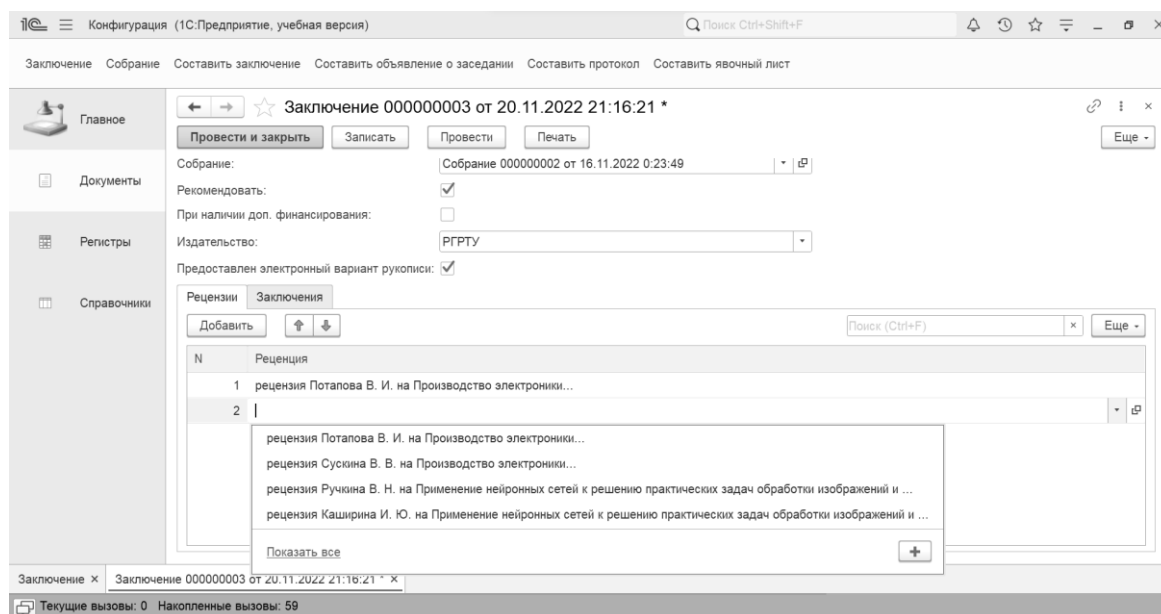 1С Конфигурация (1С:Предприятие, учебная версия) Поиск Ctrl+Shift+F
Заключение Собрание Составить заключение Составить объявление о заседании Составить протокол Составить явочный лист
Главное
Документы
Регистры
Справочники
Заключение 000000003 от 20.11.2022 21:16:21 *
Провести и закрыть Записать Провести Печать Еще
Собрание: Собрание 000000002 от 16.11.2022 0:23:49
Рекомендовать:
При наличии доп. финансирования:
Издательство: РГРТУ
Предоставлен электронный вариант рукописи:
Рецензии Заключения
Добавить Поиск (Ctrl+F) × Еще
N Реценция
1 рецензия Потапова В. И. на Производство электроники...
2
рецензия Потапова В. И. на Производство электроники...
рецензия Сускина В. В. на Производство электроники...
рецензия Ручкина В. Н. на Применение нейронных сетей к решению практических задач обработки изображений и ...
рецензия Каширина И. Ю. на Применение нейронных сетей к решению практических задач обработки изображений и ...
Показать все +
Заключение × Заключение 000000003 от 20.11.2022 21:16:21 * ×
Текущие вызовы: 0 Накопленные вызовы: 59